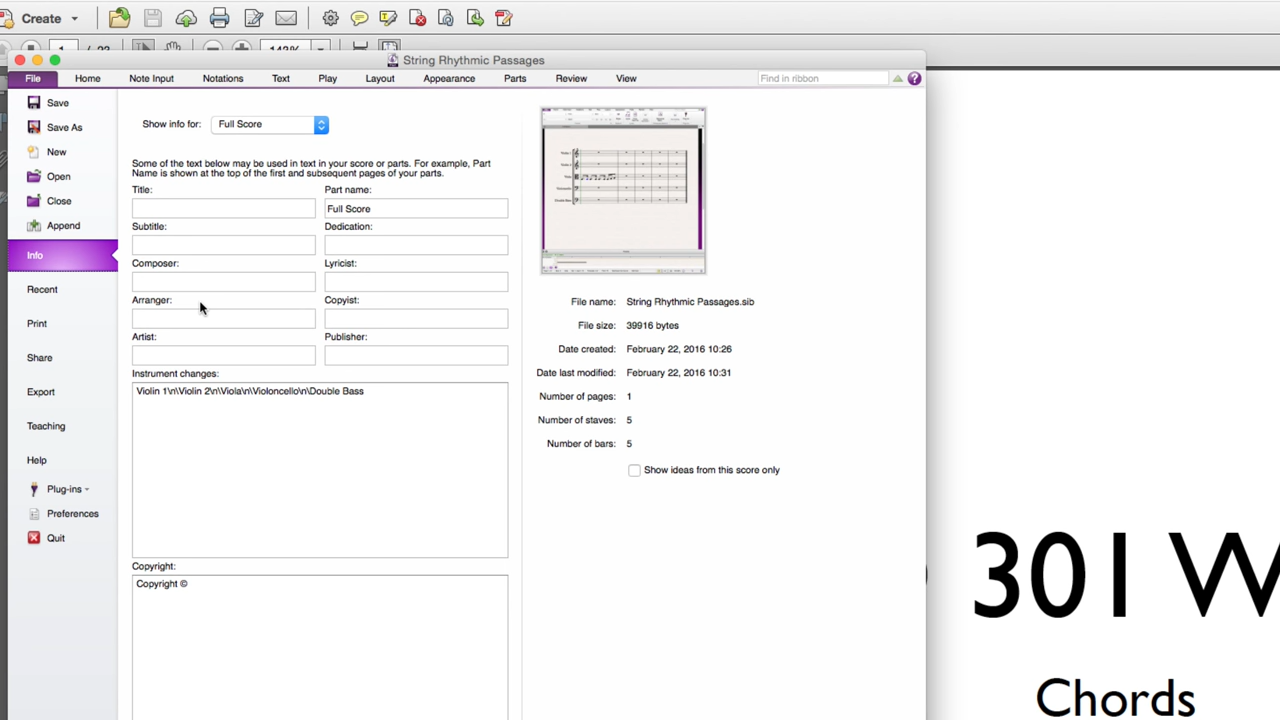 Create
1 / 22
143%
String Rhythmic Passages
File Home Note Input Notations Text Play Layout Appearance Parts Review View Find in ribbon ?
Save
Save As
New
Open
Close
Append
Info
Recent
Print
Share
Export
Teaching
Help
Plug-ins
Preferences
Quit
Show info for: Full Score
Some of the text below may be used in text in your score or parts. For example, Part
Name is shown at the top of the first and subsequent pages of your parts.
Title: Part name:
Full Score
Subtitle: Dedication:
Composer: Lyricist:
Arranger: Copyist:
Artist: Publisher:
Instrument changes:
Violin 1\n\Violin 2\n\Viola\n\Violoncello\n\Double Bass
Copyright:
Copyright ©
File name: String Rhythmic Passages.sib
File size: 39916 bytes
Date created: February 22, 2016 10:26
Date last modified: February 22, 2016 10:31
Number of pages: 1
Number of staves: 5
Number of bars: 5
Show ideas from this score only
301 W
Chords